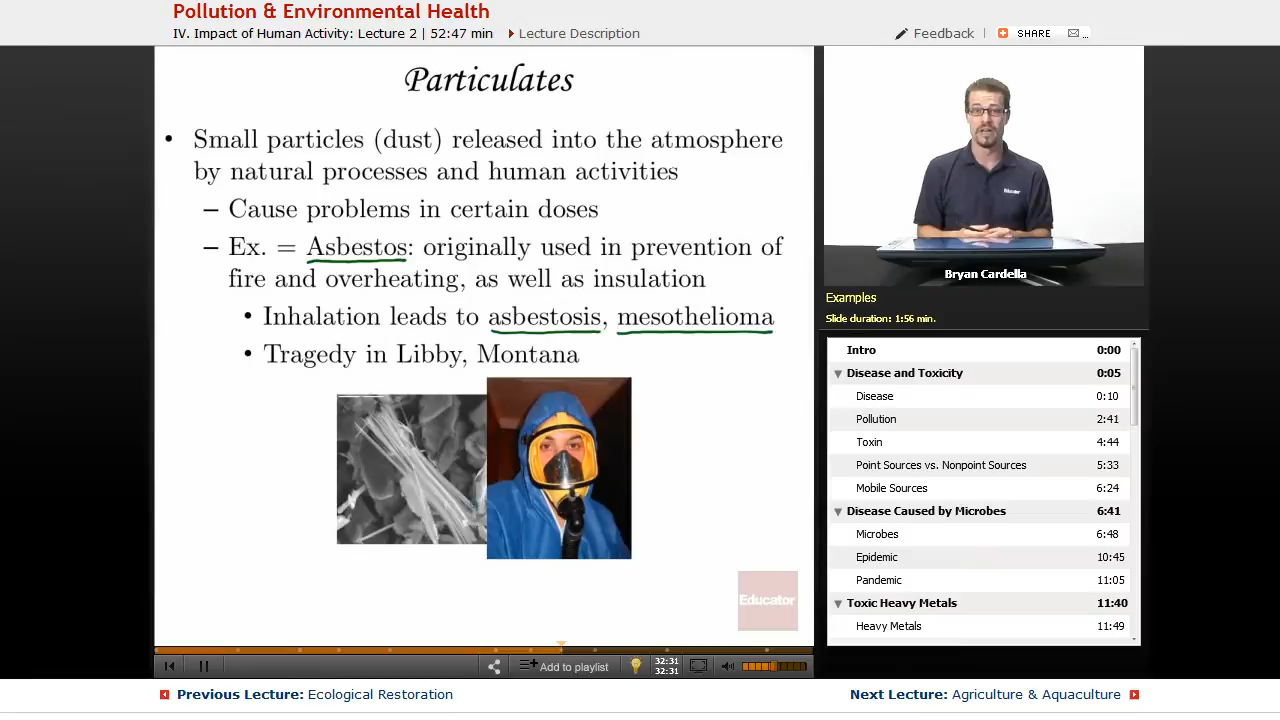 Pollution & Environmental Health
IV. Impact of Human Activity: Lecture 2 | 52:47 min
Lecture Description
Feedback
SHARE
...
Particulates
• Small particles (dust) released into the atmosphere
by natural processes and human activities
– Cause problems in certain doses
– Ex. = Asbestos: originally used in prevention of
fire and overheating, as well as insulation
• Inhalation leads to asbestosis, mesothelioma
• Tragedy in Libby, Montana
Educator
Educator
Bryan Cardella
Examples
Slide duration: 1:56 min.
Intro 0:00
Disease and Toxicity 0:05
Disease 0:10
Pollution 2:41
Toxin 4:44
Point Sources vs. Nonpoint Sources 5:33
Mobile Sources 6:24
Disease Caused by Microbes 6:41
Microbes 6:48
Epidemic 10:45
Pandemic 11:05
Toxic Heavy Metals 11:40
Heavy Metals 11:49
Add to playlist
32:31
32:31
Previous Lecture: Ecological Restoration
Next Lecture: Agriculture & Aquaculture